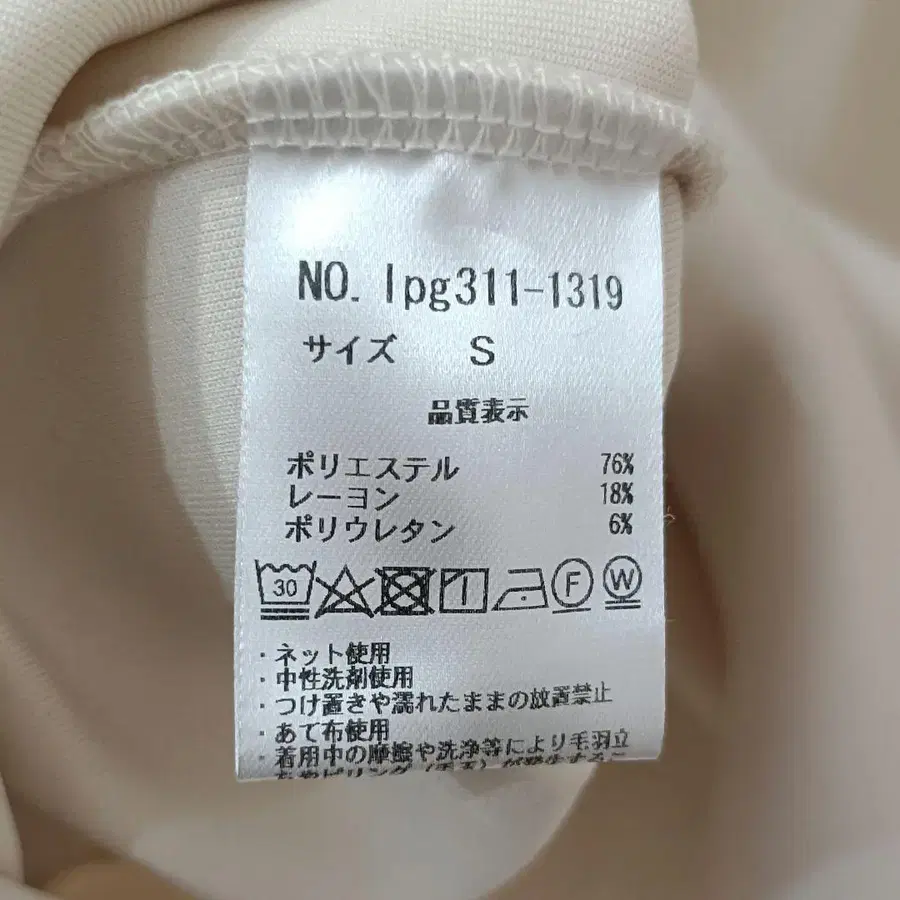 NO. lpg311-1319
サイズ S
品質表示
ポリエステル 76%
レーヨン 18%
ポリウレタン 6%
30 F W
・ネット使用
・中性洗剤使用
・つけ置きや濡れたままの放置禁止
・あて布使用
・着用中の摩擦や洗浄等により毛羽立